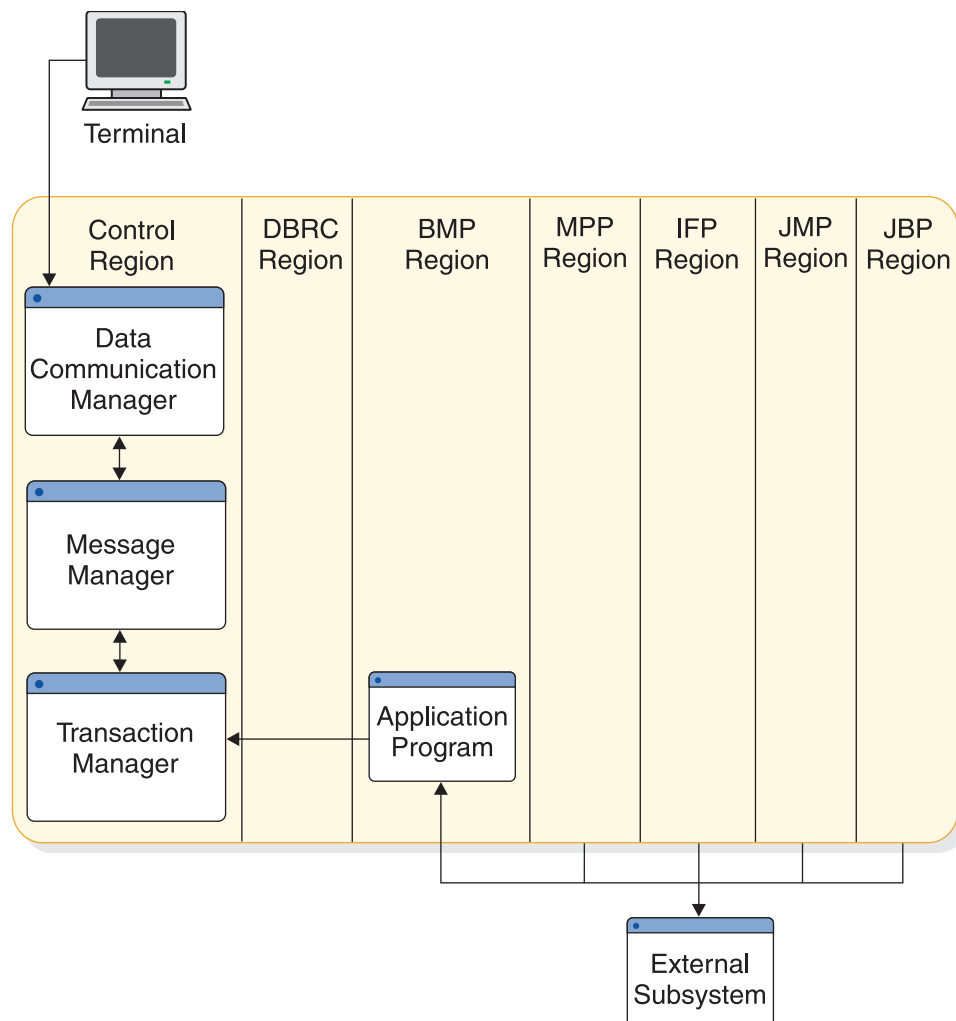 Terminal
Control
Region
DBRC
Region
BMP
Region
MPP
Region
IFP
Region
JMP
Region
JBP
Region
Data
Communication
Manager
Message
Manager
Transaction
Manager
Application
Program
External
Subsystem